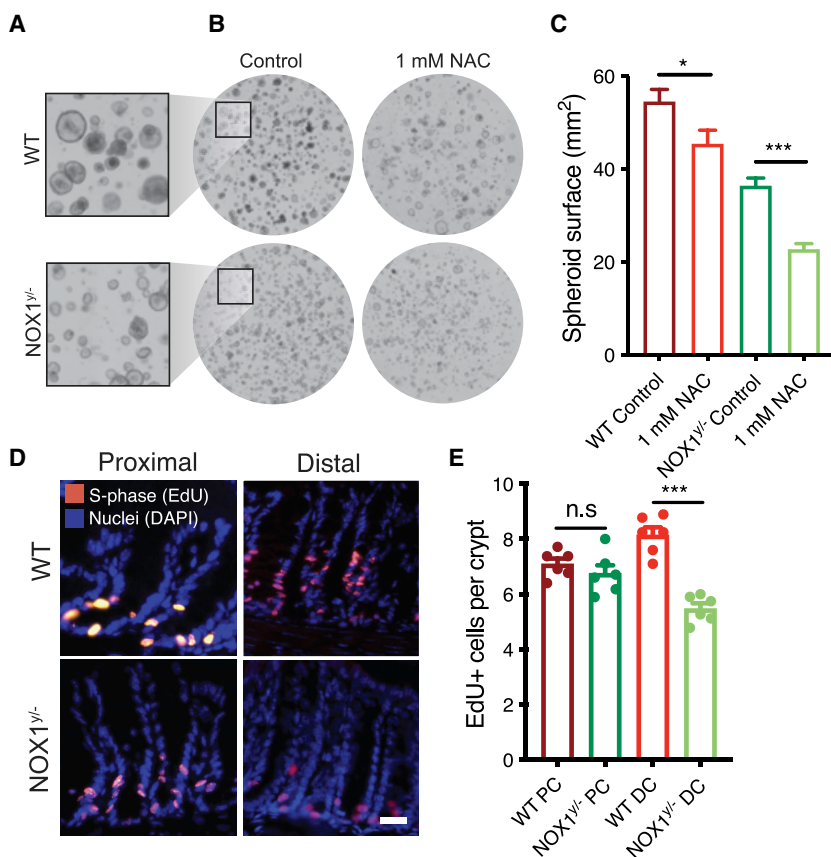 A
B
Control
1 mM NAC
WT
NOX1y/-
C
Spheroid surface (mm2)
60
40
20
0
*
***
WT Control
1 mM NAC
NOX1y/- Control
1 mM NAC
D
Proximal
Distal
S-phase (EdU)
Nuclei (DAPI)
WT
NOX1y/-
E
EdU+ cells per crypt
10
8
6
4
2
0
n.s
***
WT PC
NOX1y/- PC
WT DC
NOX1y/- DC